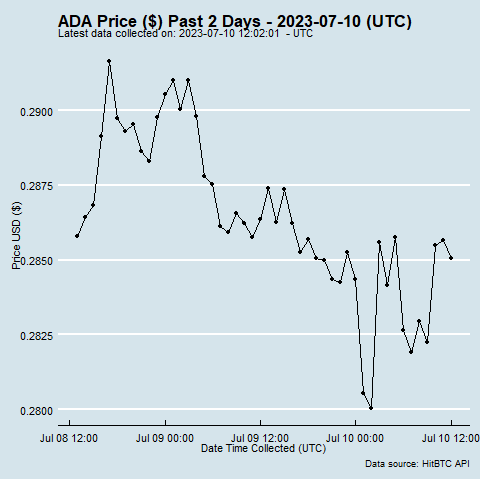 ADA Price ($) Past 2 Days - 2023-07-10 (UTC)
Latest data collected on: 2023-07-10 12:02:01 - UTC
0.2900
0.2875
0.2850
0.2825
0.2800
Price USD ($)
Jul 08 12:00 Jul 09 00:00 Jul 09 12:00 Jul 10 00:00 Jul 10 12:00
Date Time Collected (UTC)
Data source: HitBTC API